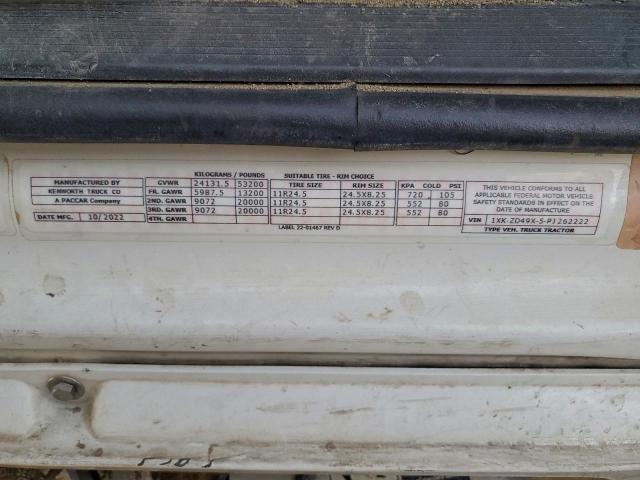 MANUFACTURED BY
KENWORTH TRUCK CO
A PACCAR Company
DATE MFG. 10/2022
KILOGRAMS / POUNDS SUITABLE TIRE - RIM CHOICE
GVWR 24131.5 53200 TIRE SIZE RIM SIZE KPA COLD PSI
FR. GAWR 5987.5 13200 11R24.5 24.5X8.25 720 105
2ND. GAWR 9072 20000 11R24.5 24.5X8.25 552 80
3RD. GAWR 9072 20000 11R24.5 24.5X8.25 552 80
4TH. GAWR
LABEL 22-01467 REV D
THIS VEHICLE CONFORMS TO ALL
APPLICABLE FEDERAL MOTOR VEHICLE
SAFETY STANDARDS IN EFFECT ON THE
DATE OF MANUFACTURE
VIN 1XK-ZD49X-5-PJ262222
TYPE VEH. TRUCK TRACTOR